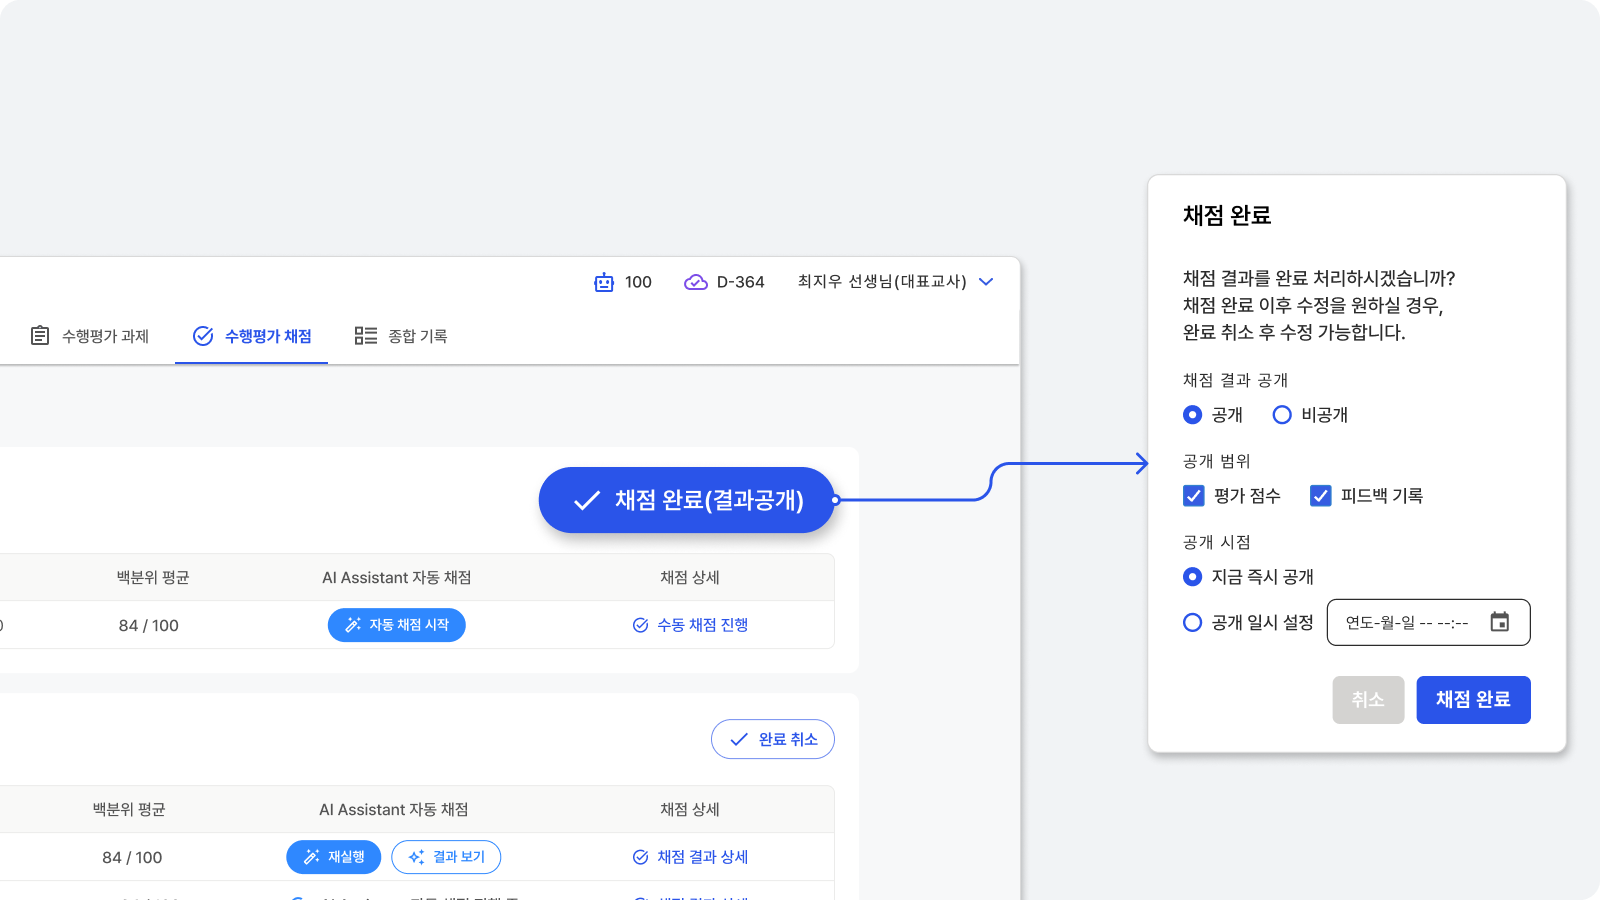 100
D-364
최지우 선생님(대표교사)
수행평가 과제
수행평가 채점
종합 기록
채점 완료(결과공개)
백분위 평균
AI Assistant 자동 채점
채점 상세
84 / 100
자동 채점 시작
수동 채점 진행
완료 취소
백분위 평균
AI Assistant 자동 채점
채점 상세
84 / 100
재실행
결과 보기
채점 결과 상세
채점 완료
채점 결과를 완료 처리하시겠습니까?
채점 완료 이후 수정을 원하실 경우,
완료 취소 후 수정 가능합니다.
채점 결과 공개
공개
비공개
공개 범위
평가 점수
피드백 기록
공개 시점
지금 즉시 공개
공개 일시 설정
연도-월-일 -- --:--
취소
채점 완료